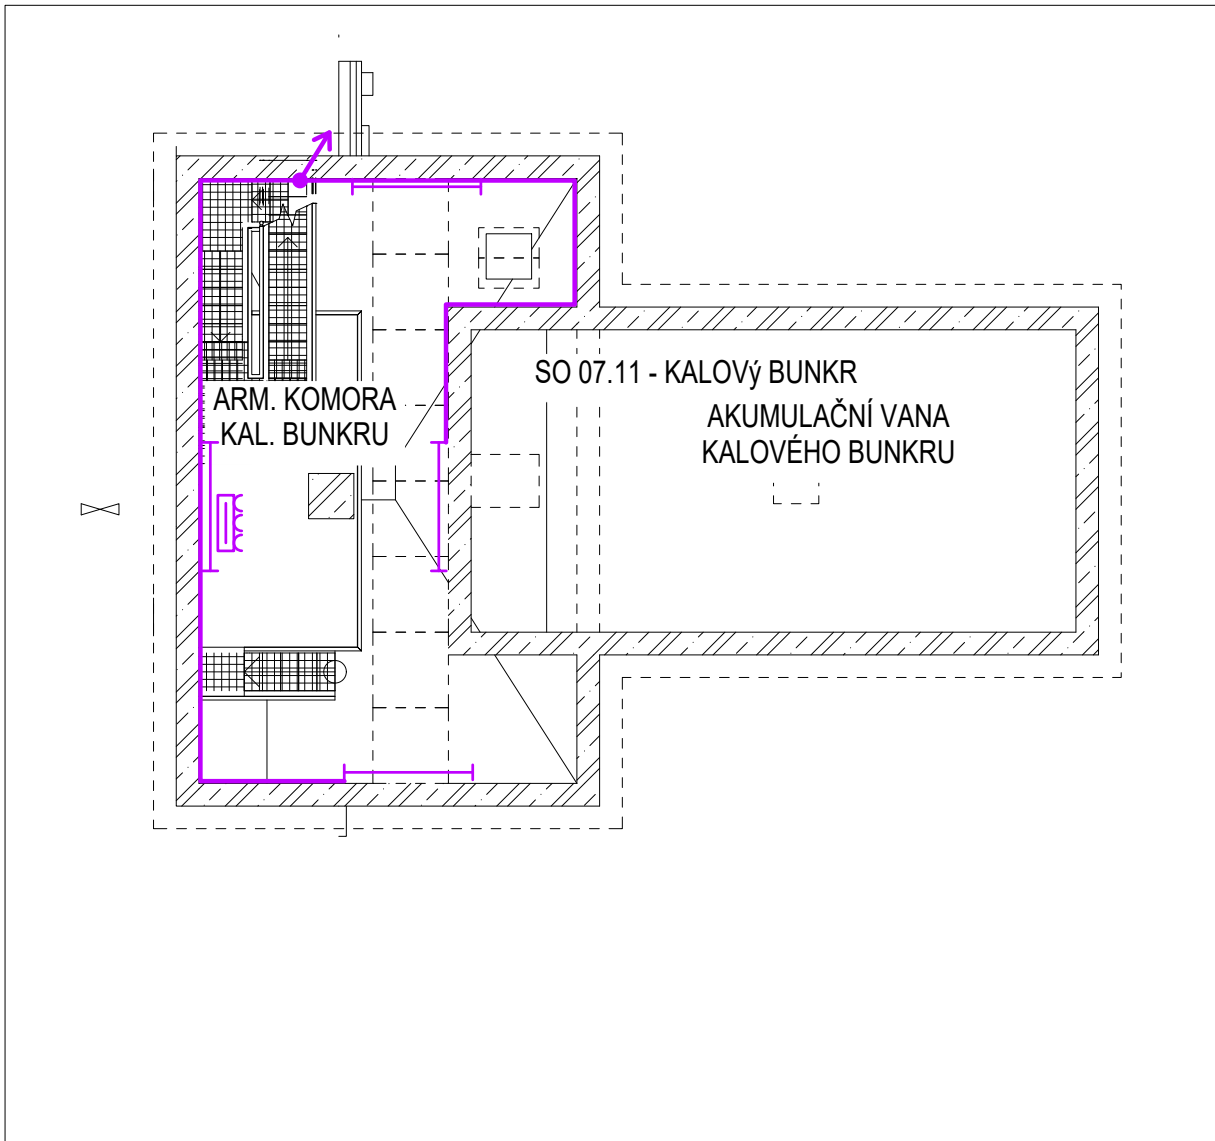 SO 07.11 - KALOVý BUNKR
ARM. KOMORA
KAL. BUNKRU
AKUMULAČNÍ VANA
KALOVÉHO BUNKRU